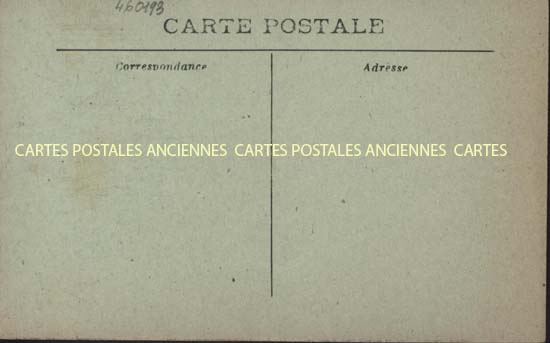 460193
CARTE POSTALE
Correspondance
Adresse
CARTES POSTALES ANCIENNES CARTES POSTALES ANCIENNES CARTES